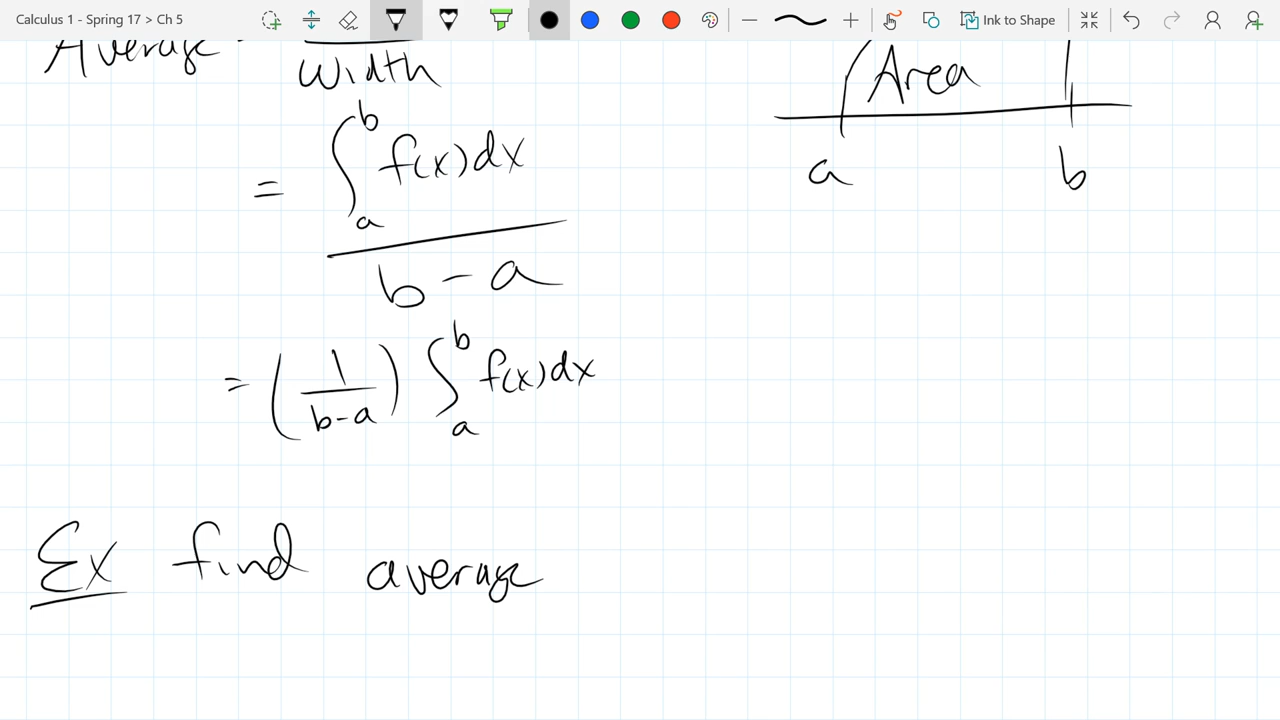 Calculus 1 - Spring 17 > Ch 5
Ink to Shape
Average =
Width
Area
a b
= ∫_a^b f(x)dx
b - a
= (1/(b-a)) ∫_a^b f(x)dx
Ex find average